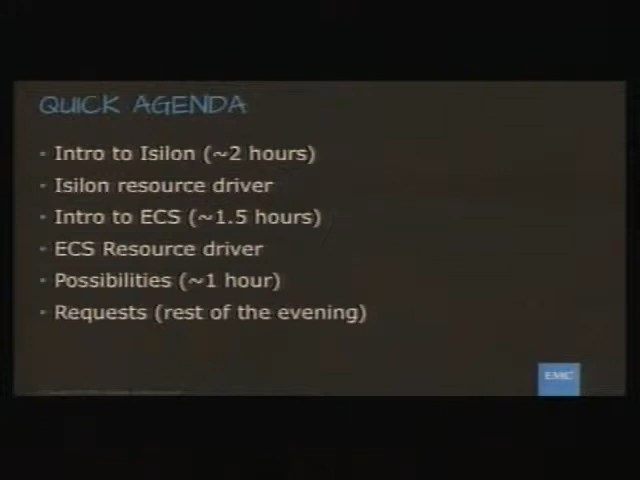 QUICK AGENDA
- Intro to Isilon (~2 hours)
- Isilon resource driver
- Intro to ECS (~1.5 hours)
- ECS Resource driver
- Possibilities (~1 hour)
- Requests (rest of the evening)
EMC